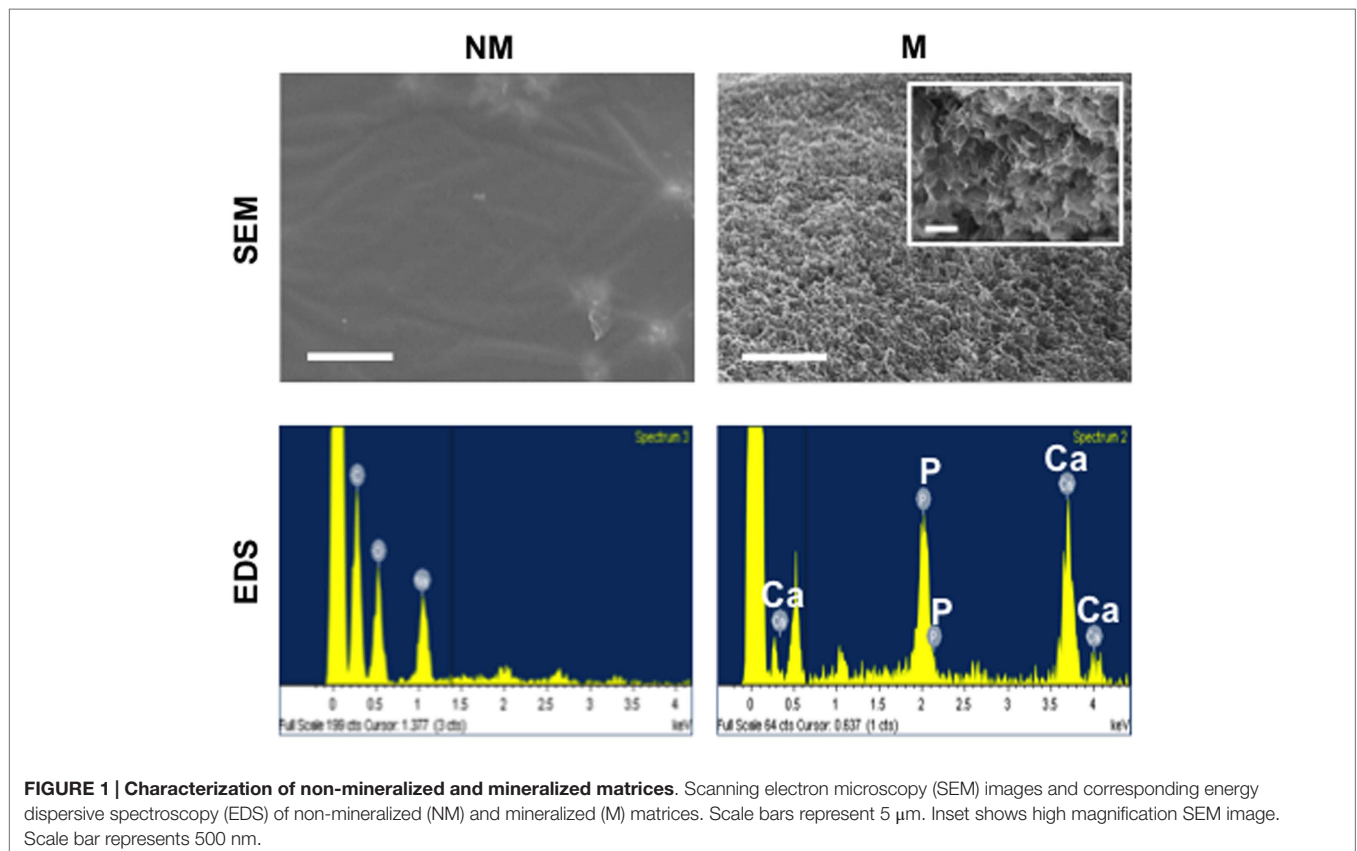 NM
M
SEM
Spectrum 3
Spectrum 2
P
Ca
Ca
P
Ca
EDS
0 0.5 1 1.5 2 2.5 3 3.5 4
Full Scale 199 cts Cursor: 1.377 (3 cts) keV
0 0.5 1 1.5 2 2.5 3 3.5 4
Full Scale 64 cts Cursor: 0.637 (1 cts) keV
FIGURE 1 | Characterization of non-mineralized and mineralized matrices. Scanning electron microscopy (SEM) images and corresponding energy
dispersive spectroscopy (EDS) of non-mineralized (NM) and mineralized (M) matrices. Scale bars represent 5 μm. Inset shows high magnification SEM image.
Scale bar represents 500 nm.